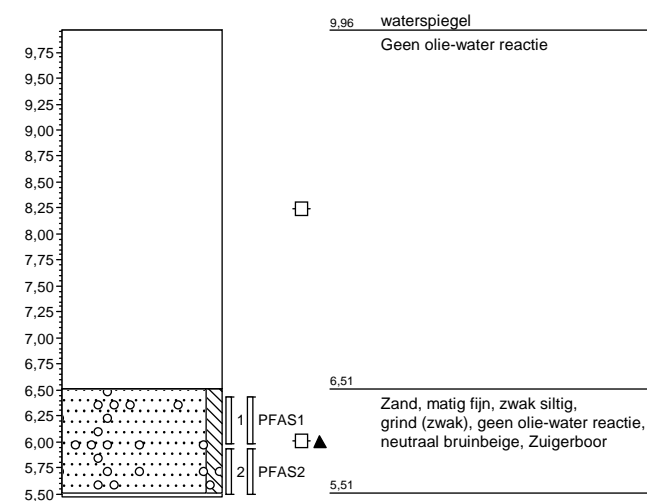 9,96 waterspiegel
Geen olie-water reactie
9,75
9,50
9,25
9,00
8,75
8,50
8,25
8,00
7,75
7,50
7,25
7,00
6,75
6,50
6,25
6,00
5,75
5,50
1 PFAS1
2 PFAS2
6,51
Zand, matig fijn, zwak siltig,
grind (zwak), geen olie-water reactie,
neutraal bruinbeige, Zuigerboor
5,51